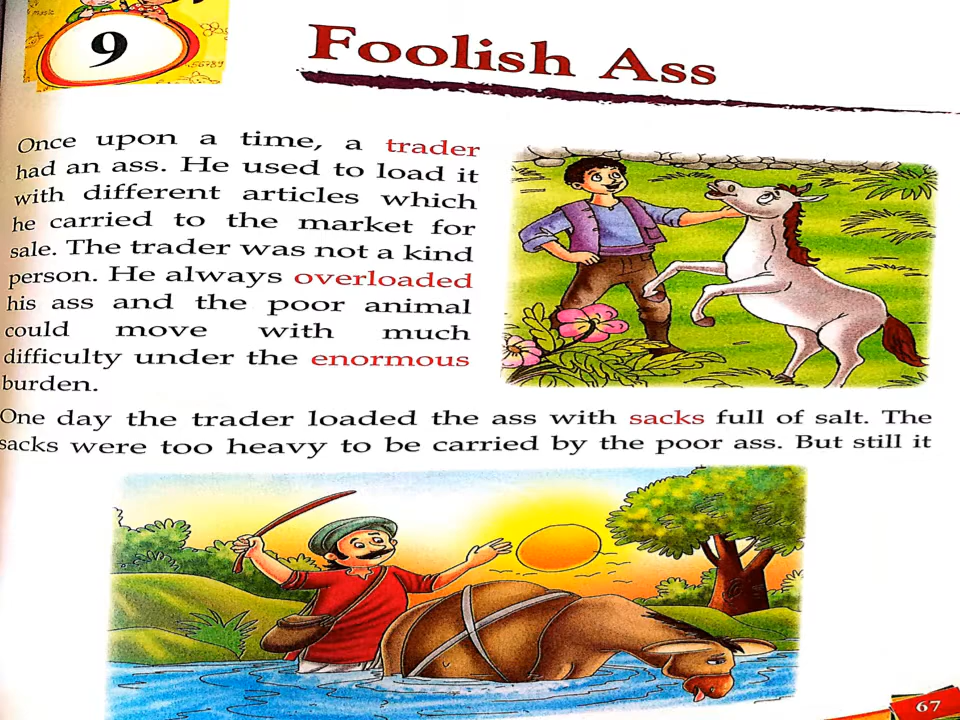 9
Foolish Ass
Once upon a time, a trader
had an ass. He used to load it
with different articles which
he carried to the market for
sale. The trader was not a kind
person. He always overloaded
his ass and the poor animal
could move with much
difficulty under the enormous
burden.
One day the trader loaded the ass with sacks full of salt. The
sacks were too heavy to be carried by the poor ass. But still it
67